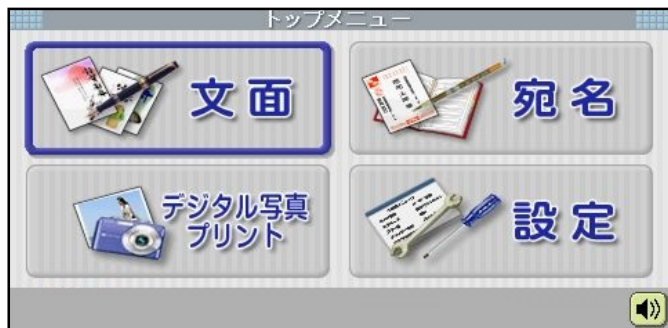 トップメニュー
文面
宛名
デジタル写真
プリント
設定